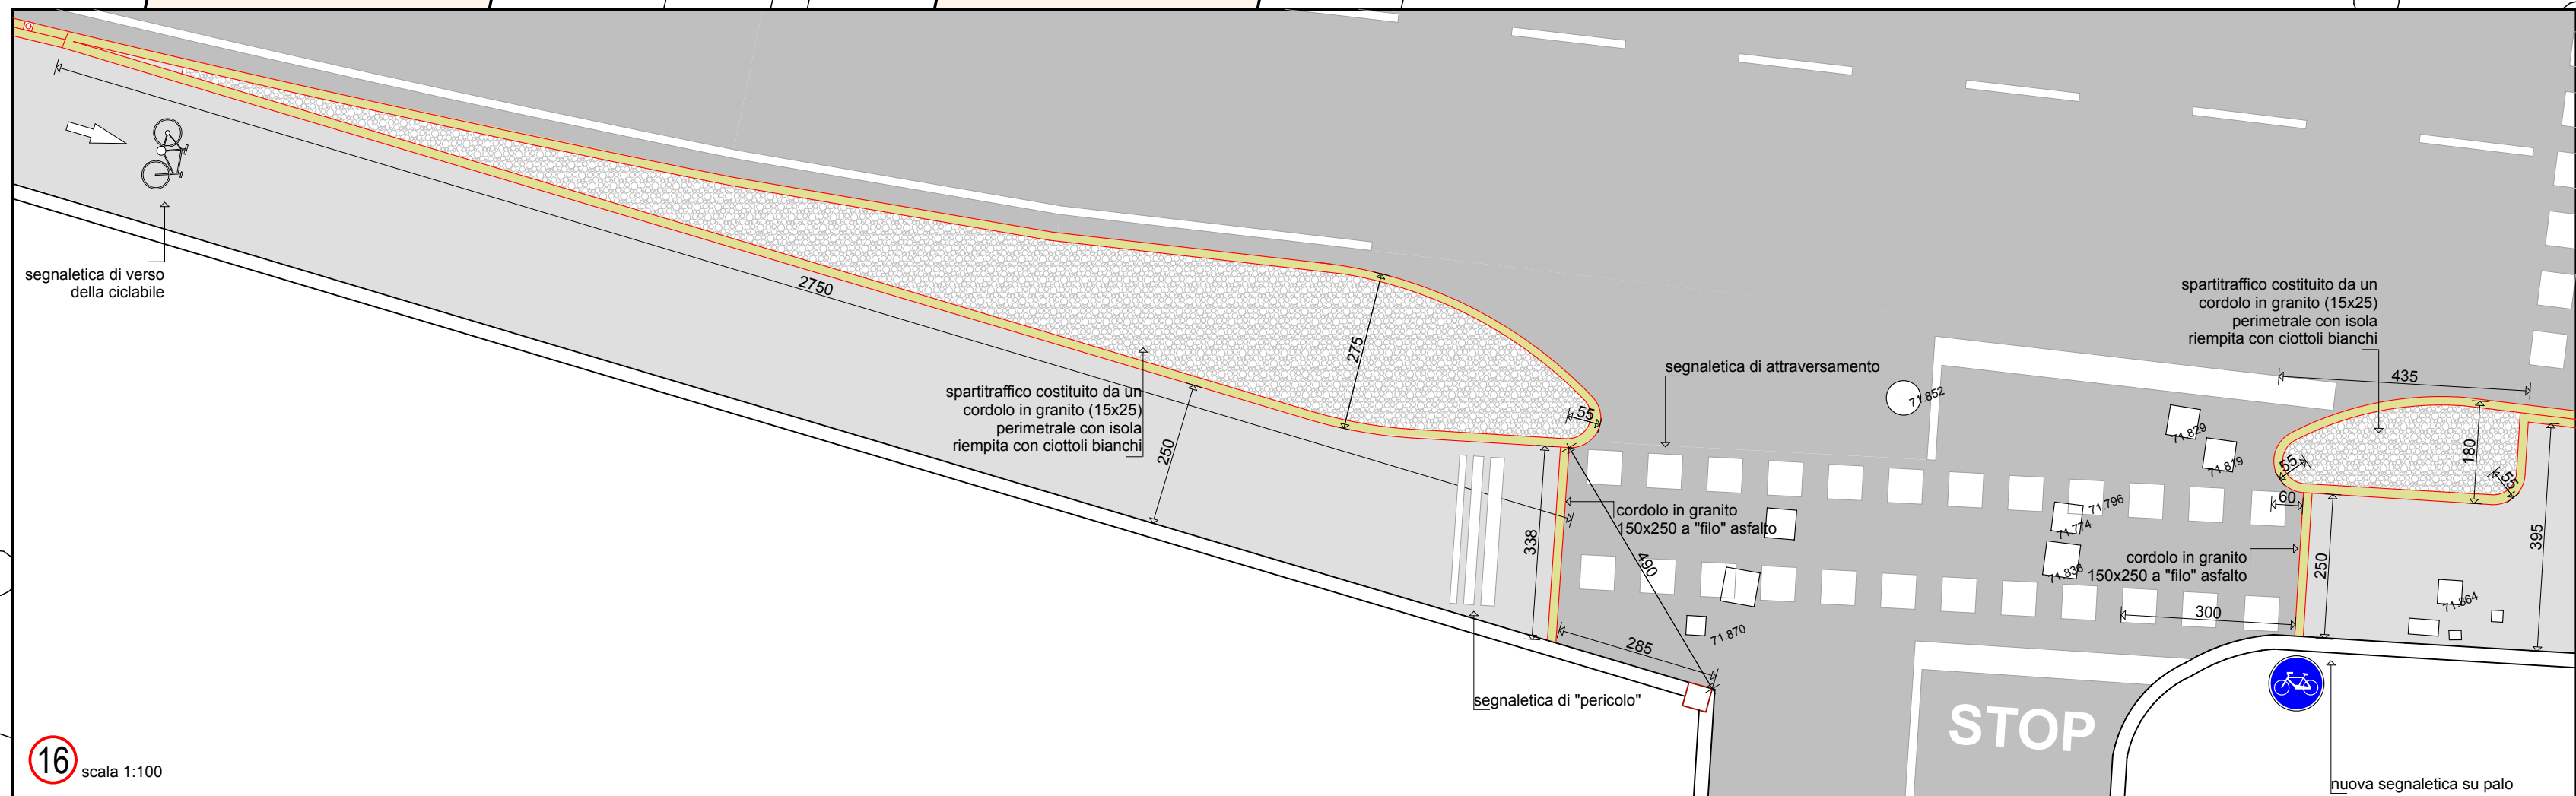 segnaletica di verso
della ciclabile
2750
spartitraffico costituito da un
cordolo in granito (15x25)
perimetrale con isola
riempita con ciottoli bianchi
250
275
55
338
segnaletica di attraversamento
cordolo in granito
150x250 a "filo" asfalto
490
285
segnaletica di "pericolo"
71.852
71.870
spartitraffico costituito da un
cordolo in granito (15x25)
perimetrale con isola
riempita con ciottoli bianchi
435
71.829
71.819
55
180
55
60
71.796
71.774
71.836
cordolo in granito
150x250 a "filo" asfalto
300
250
395
71.864
STOP
nuova segnaletica su palo
16
scala 1:100